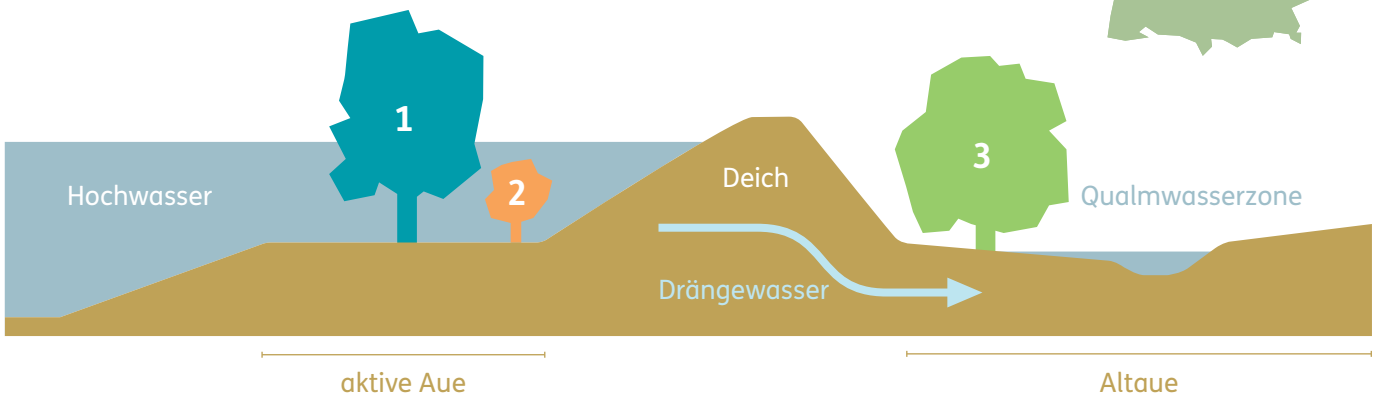 1
3
Deich
2
Hochwasser
Qualmwasserzone
Drängewasser
aktive Aue
Altaue